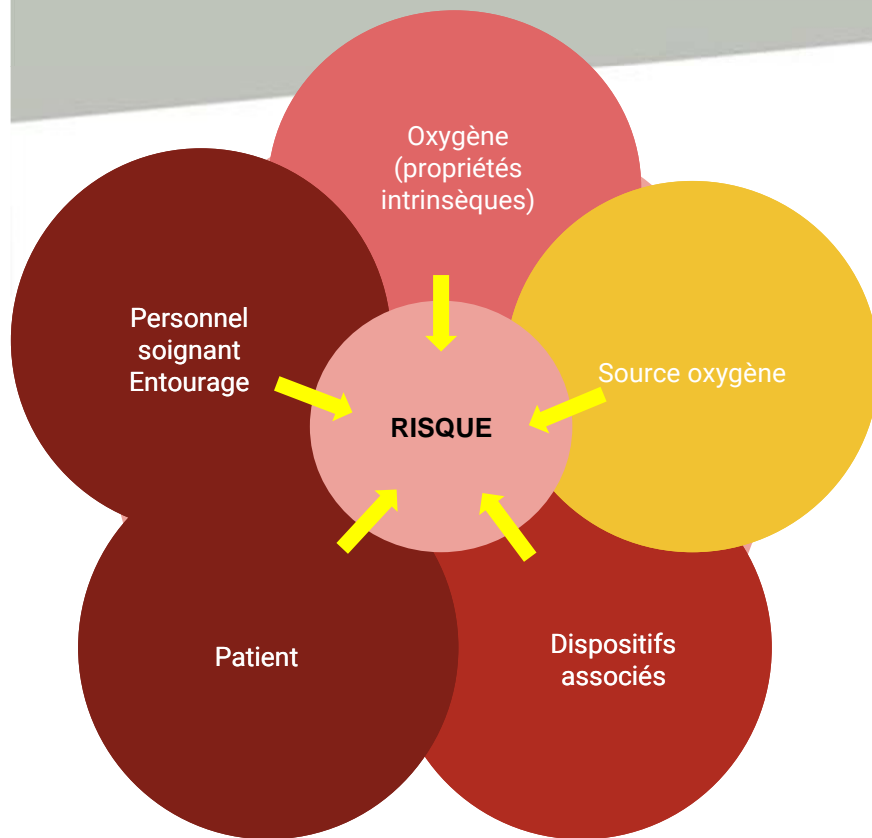 Oxygène
(propriétés
intrinsèques)
Personnel
soignant
Entourage
Source oxygène
RISQUE
Patient
Dispositifs
associés